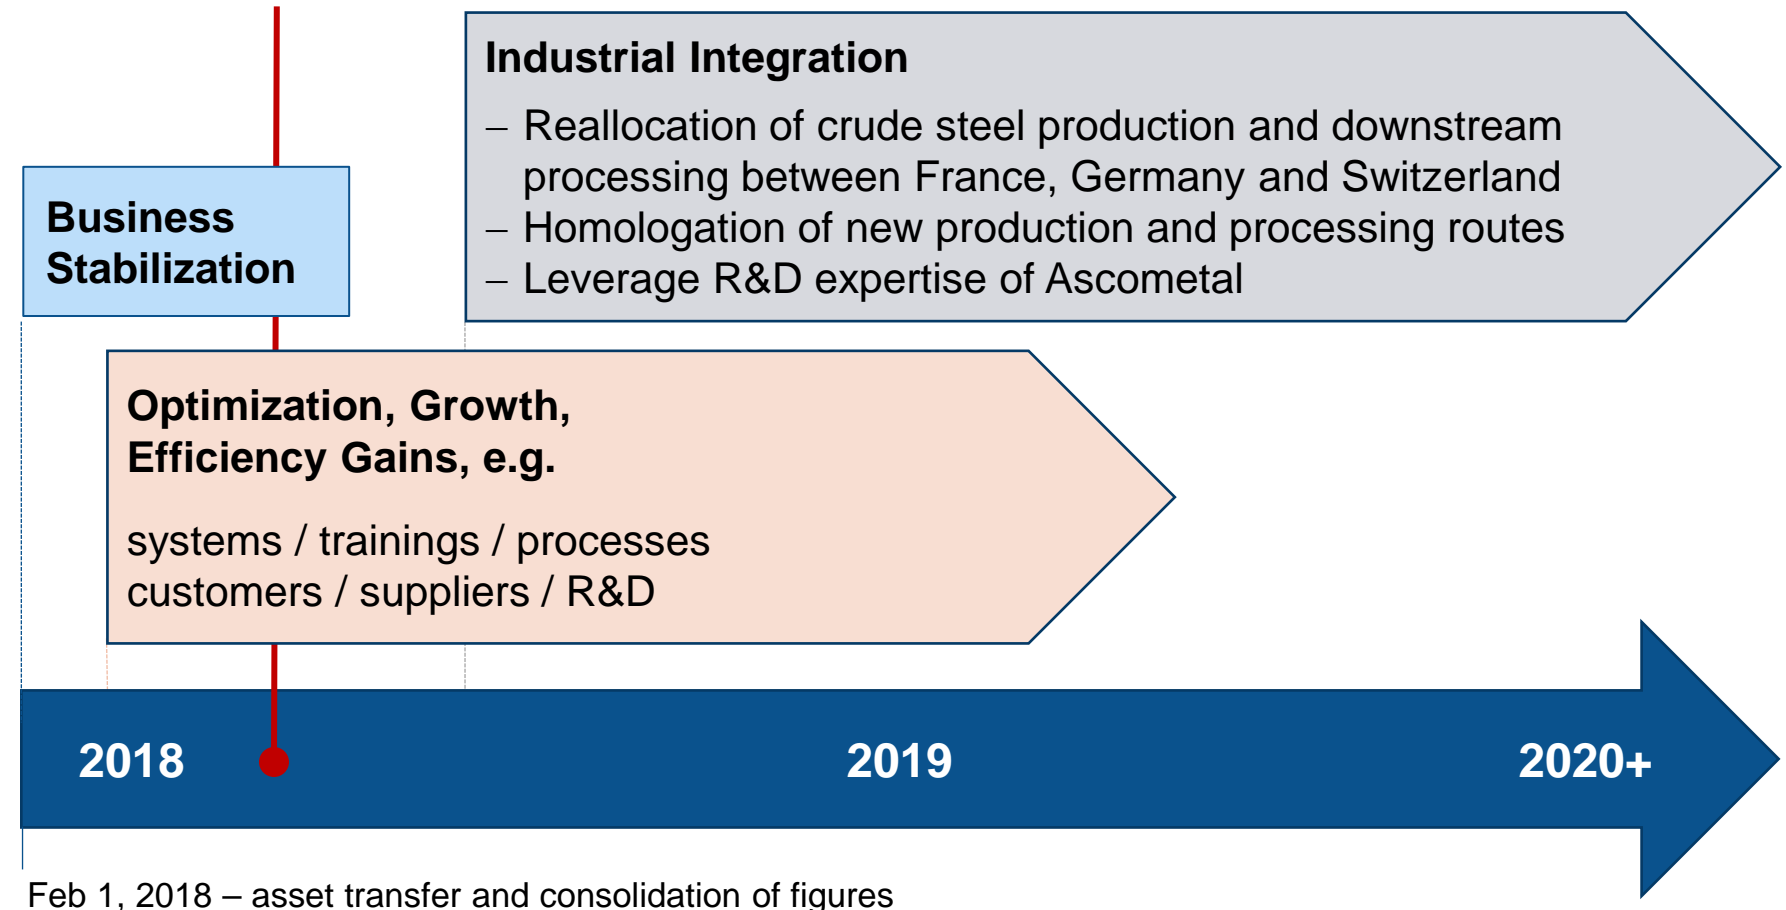 Industrial Integration
– Reallocation of crude steel production and downstream
processing between France, Germany and Switzerland
– Homologation of new production and processing routes
– Leverage R&D expertise of Ascometal
Business
Stabilization
Optimization, Growth,
Efficiency Gains, e.g.
systems / trainings / processes
customers / suppliers / R&D
2018 2019 2020+
Feb 1, 2018 – asset transfer and consolidation of figures